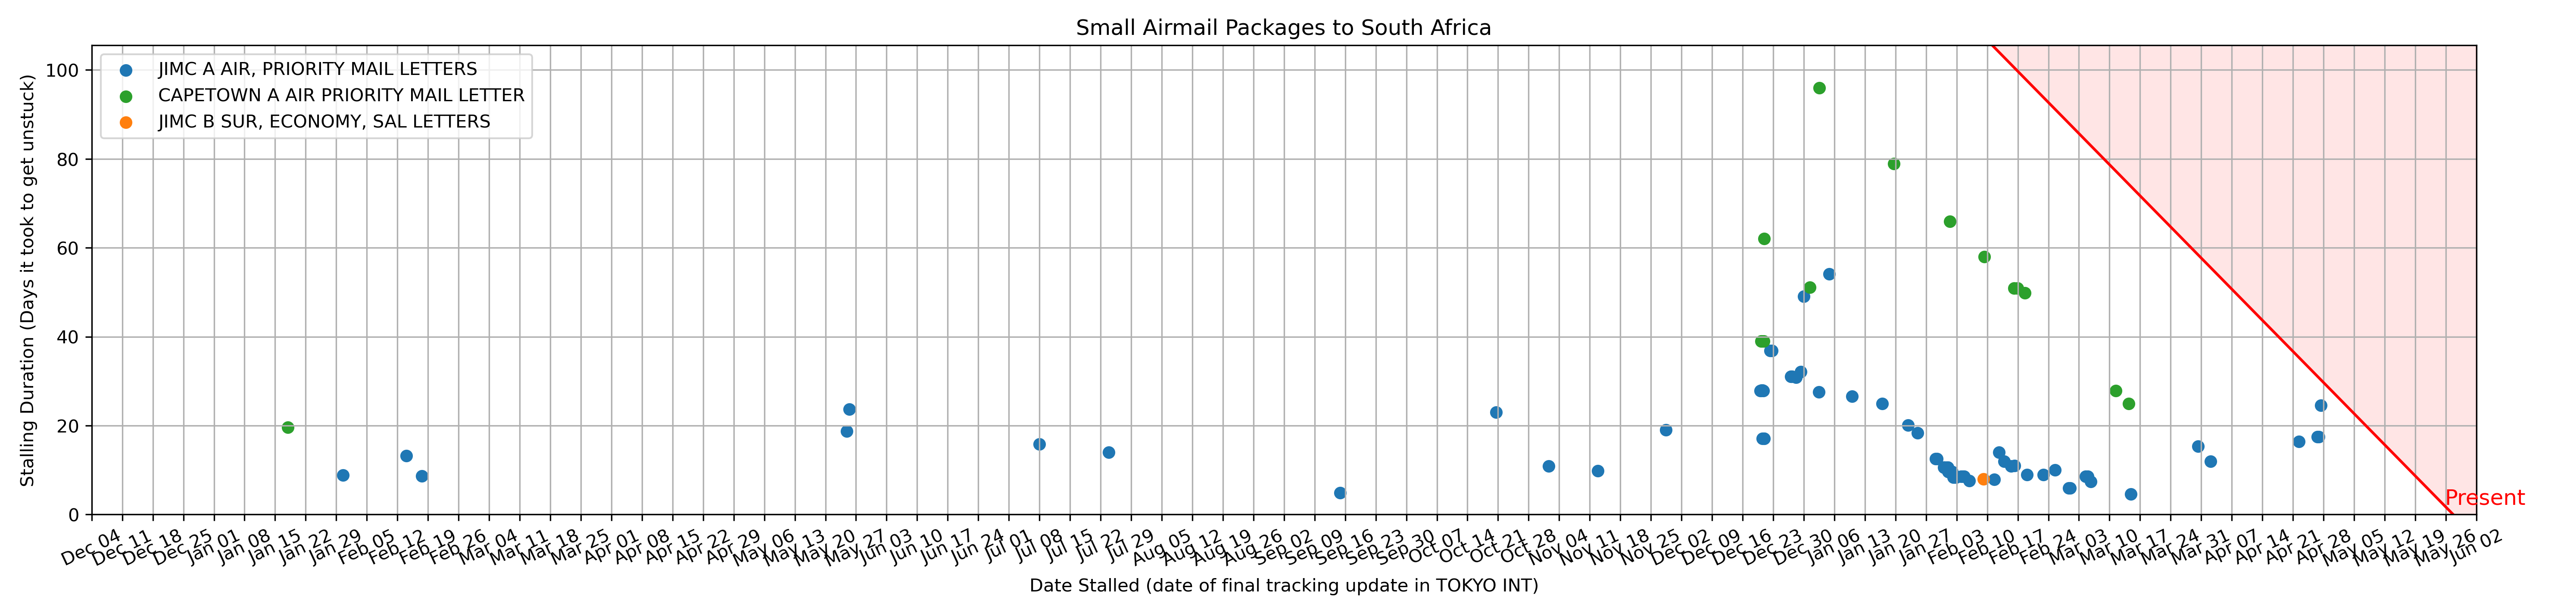 Small Airmail Packages to South Africa
JIMC A AIR, PRIORITY MAIL LETTERS
CAPETOWN A AIR PRIORITY MAIL LETTER
JIMC B SUR, ECONOMY, SAL LETTERS
Stalling Duration (Days it took to get unstuck)
100
80
60
40
20
0
Present
Dec 04
Dec 11
Dec 18
Dec 25
Jan 01
Jan 08
Jan 15
Jan 22
Jan 29
Feb 05
Feb 12
Feb 19
Feb 26
Mar 04
Mar 11
Mar 18
Mar 25
Apr 01
Apr 08
Apr 15
Apr 22
Apr 29
May 06
May 13
May 20
May 27
Jun 03
Jun 10
Jun 17
Jun 24
Jul 01
Jul 08
Jul 15
Jul 22
Jul 29
Aug 05
Aug 12
Aug 19
Aug 26
Sep 02
Sep 09
Sep 16
Sep 23
Sep 30
Oct 07
Oct 14
Oct 21
Oct 28
Nov 04
Nov 11
Nov 18
Nov 25
Dec 02
Dec 09
Dec 16
Dec 23
Dec 30
Jan 06
Jan 13
Jan 20
Jan 27
Feb 03
Feb 10
Feb 17
Feb 24
Mar 03
Mar 10
Mar 17
Mar 24
Mar 31
Apr 07
Apr 14
Apr 21
Apr 28
May 05
May 12
May 19
May 26
Jun 02
Date Stalled (date of final tracking update in TOKYO INT)